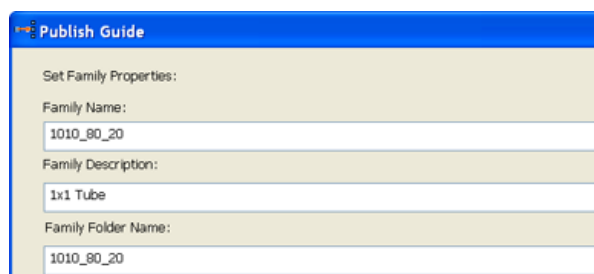 Publish Guide
Set Family Properties:
Family Name:
1010_80_20
Family Description:
1x1 Tube
Family Folder Name:
1010_80_20